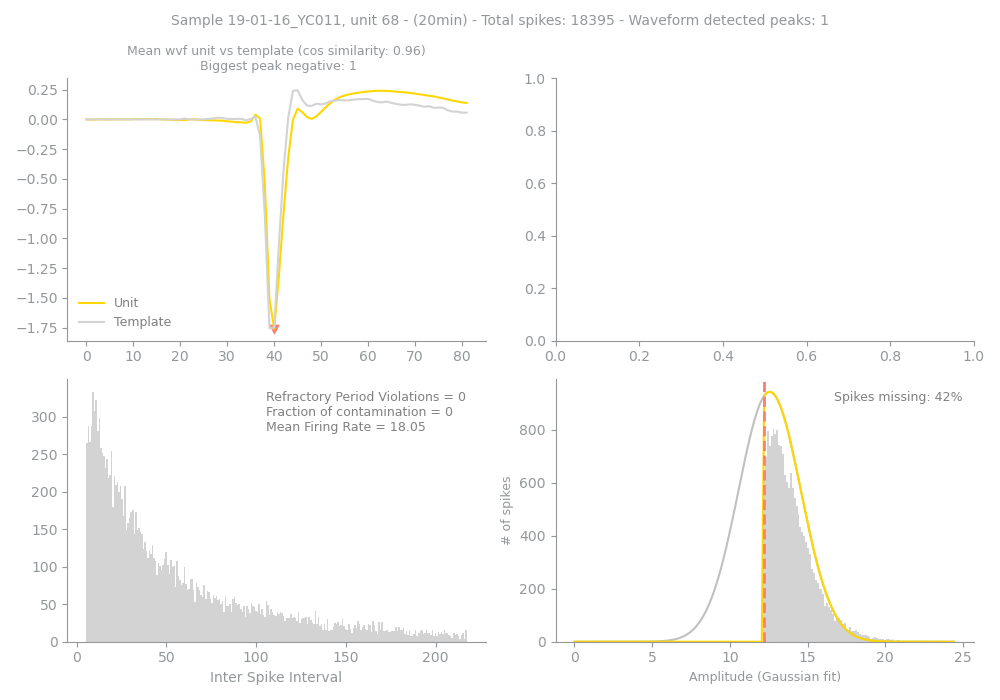 Sample 19-01-16_YC011, unit 68 - (20min) - Total spikes: 18395 - Waveform detected peaks: 1
Mean wvf unit vs template (cos similarity: 0.96)
Biggest peak negative: 1
0.25
0.00
−0.25
−0.50
−0.75
−1.00
−1.25
−1.50
−1.75
Unit
Template
0 10 20 30 40 50 60 70 80
1.0
0.8
0.6
0.4
0.2
0.0
0.0 0.2 0.4 0.6 0.8 1.0
Refractory Period Violations = 0
Fraction of contamination = 0
Mean Firing Rate = 18.05
300
250
200
150
100
50
0
0 50 100 150 200
Inter Spike Interval
Spikes missing: 42%
# of spikes
800
600
400
200
0
0 5 10 15 20 25
Amplitude (Gaussian fit)